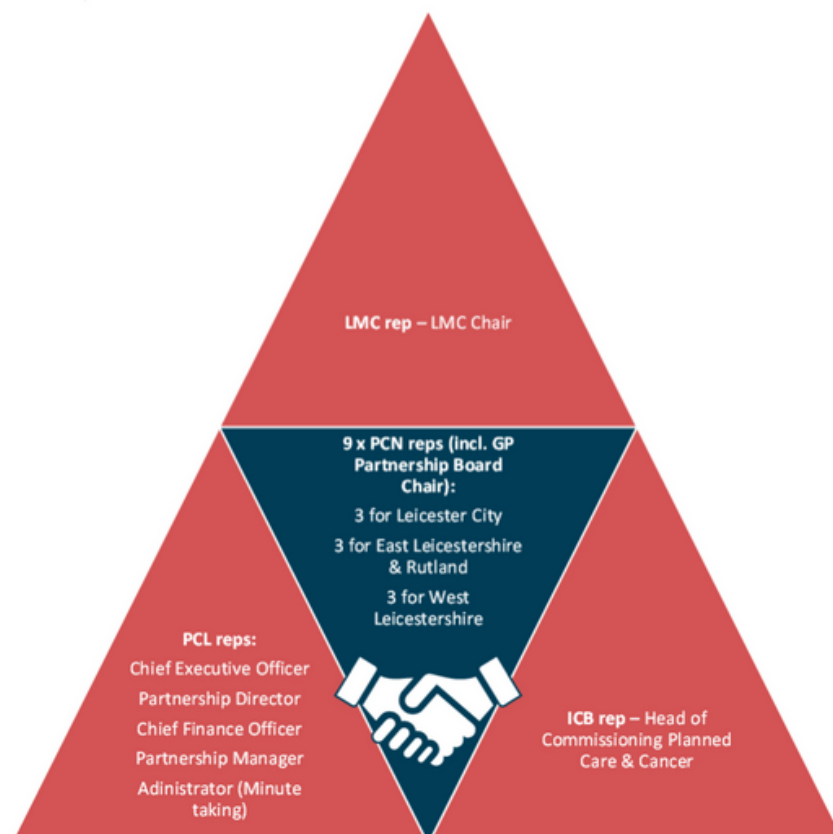 LMC rep – LMC Chair
9 x PCN reps (incl. GP
Partnership Board
Chair):
3 for Leicester City
3 for East Leicestershire
& Rutland
3 for West
Leicestershire
PCL reps:
Chief Executive Officer
Partnership Director
Chief Finance Officer
Partnership Manager
Adinistrator (Minute
taking)
ICB rep – Head of
Commissioning Planned
Care & Cancer